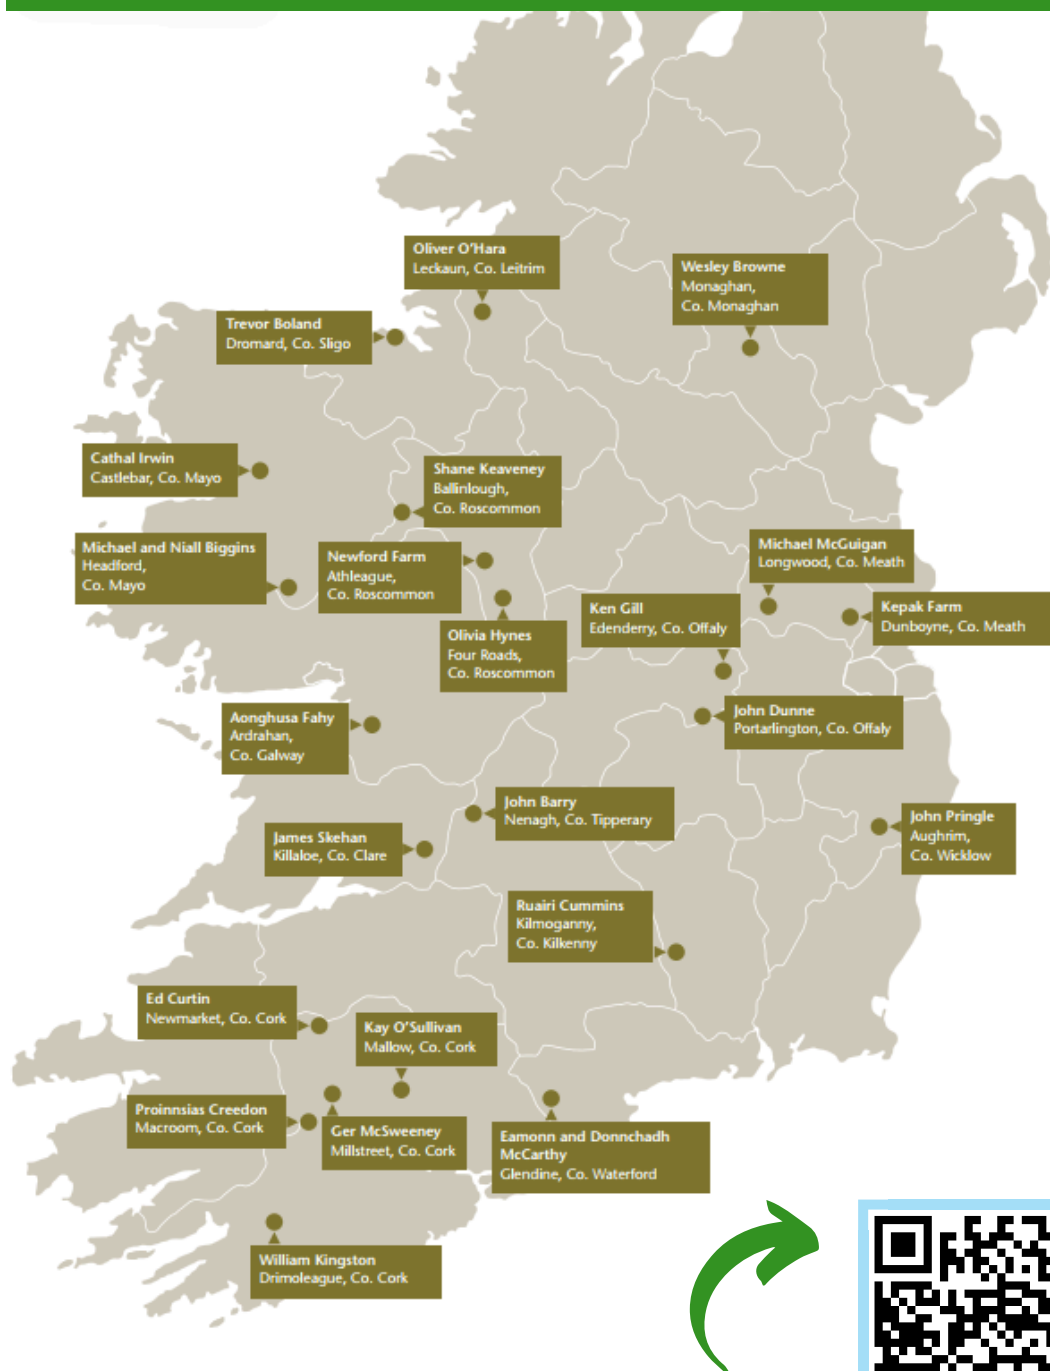 Oliver O'Hara
Leckaun, Co. Leitrim
Wesley Browne
Monaghan,
Co. Monaghan
Trevor Boland
Dromard, Co. Sligo
Cathal Irwin
Castlebar, Co. Mayo
Shane Keaveney
Ballinlough,
Co. Roscommon
Michael and Niall Biggins
Headford,
Co. Mayo
Newford Farm
Athleague,
Co. Roscommon
Michael McGuigan
Longwood, Co. Meath
Ken Gill
Edenderry, Co. Offaly
Kepak Farm
Dunboyne, Co. Meath
Olivia Hynes
Four Roads,
Co. Roscommon
Aonghusa Fahy
Ardrahan,
Co. Galway
John Dunne
Portarlington, Co. Offaly
John Barry
Nenagh, Co. Tipperary
James Skehan
Killaloe, Co. Clare
John Pringle
Aughrim,
Co. Wicklow
Ruairi Cummins
Kilmoganny,
Co. Kilkenny
Ed Curtin
Newmarket, Co. Cork
Kay O'Sullivan
Mallow, Co. Cork
Proinnsias Creedon
Macroom, Co. Cork
Ger McSweeney
Millstreet, Co. Cork
Eamonn and Donnchadh
McCarthy
Glendine, Co. Waterford
William Kingston
Drimoleague, Co. Cork